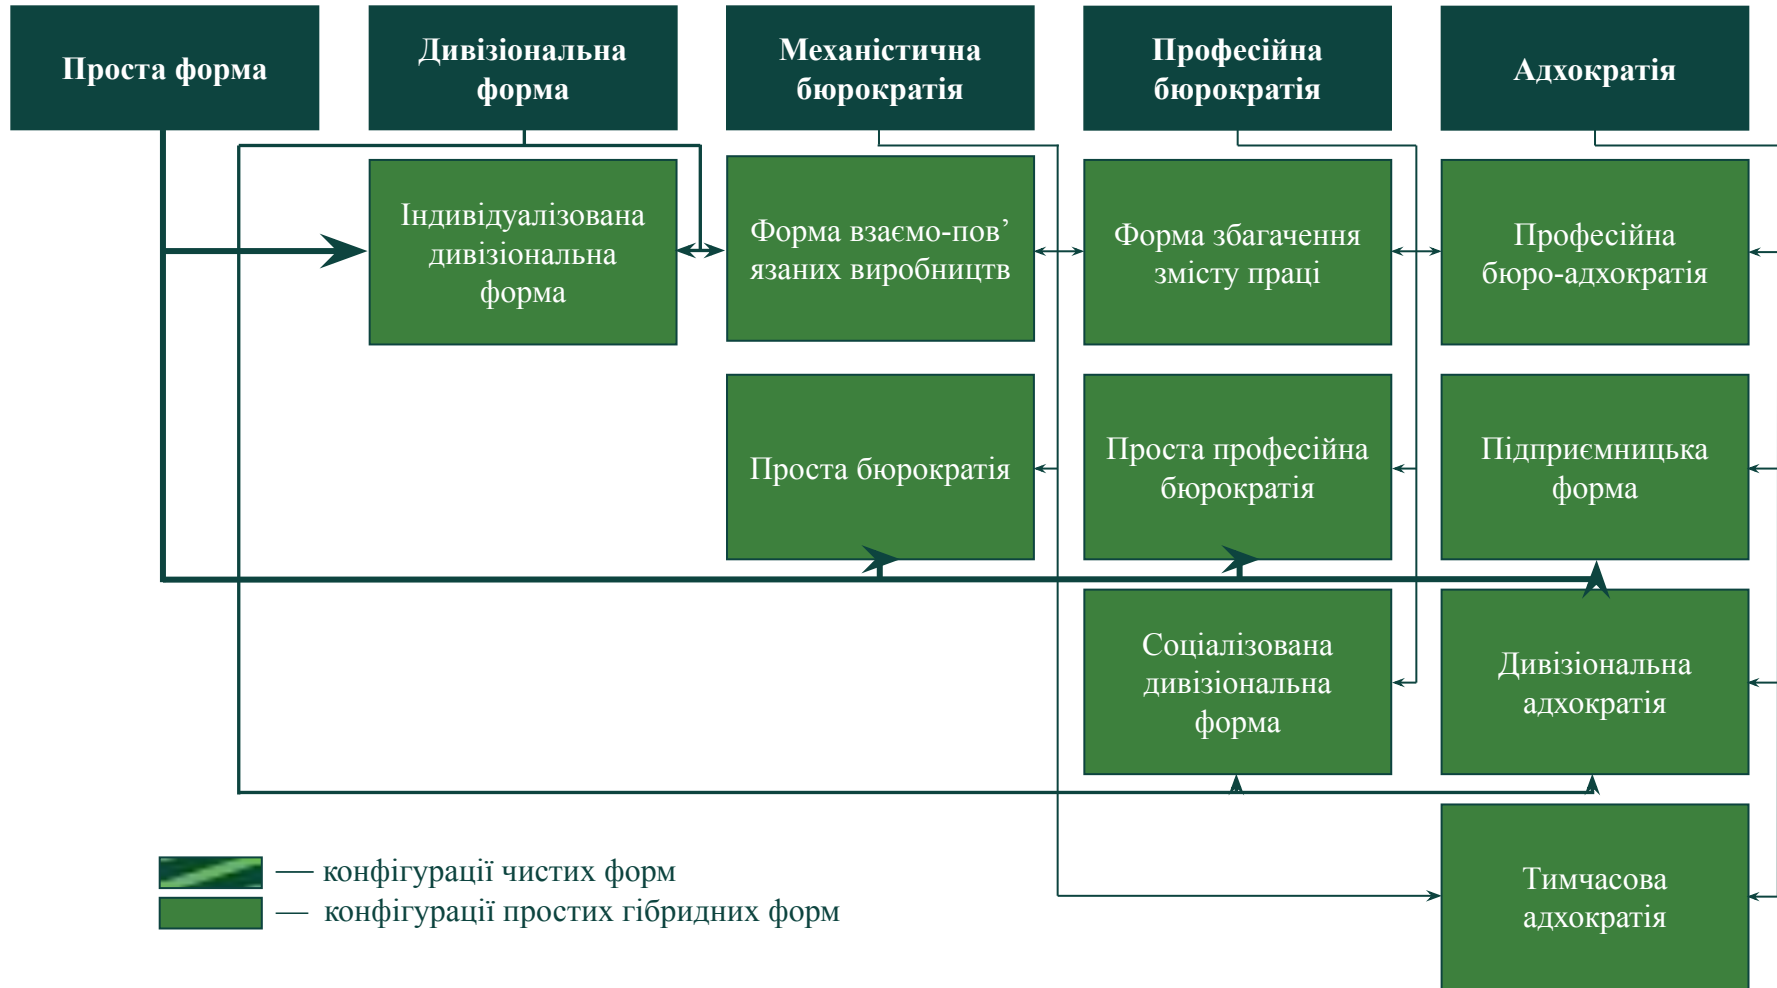 Проста форма
Дивізіональна
форма
Механістична
бюрократія
Професійна
бюрократія
Адхократія
Індивідуалізована
дивізіональна
форма
Форма взаємо-пов’
язаних виробництв
Форма збагачення
змісту праці
Професійна
бюро-адхократія
Проста бюрократія
Проста професійна
бюрократія
Підприємницька
форма
Соціалізована
дивізіональна
форма
Дивізіональна
адхократія
Тимчасова
адхократія
— конфігурації чистих форм
— конфігурації простих гібридних форм